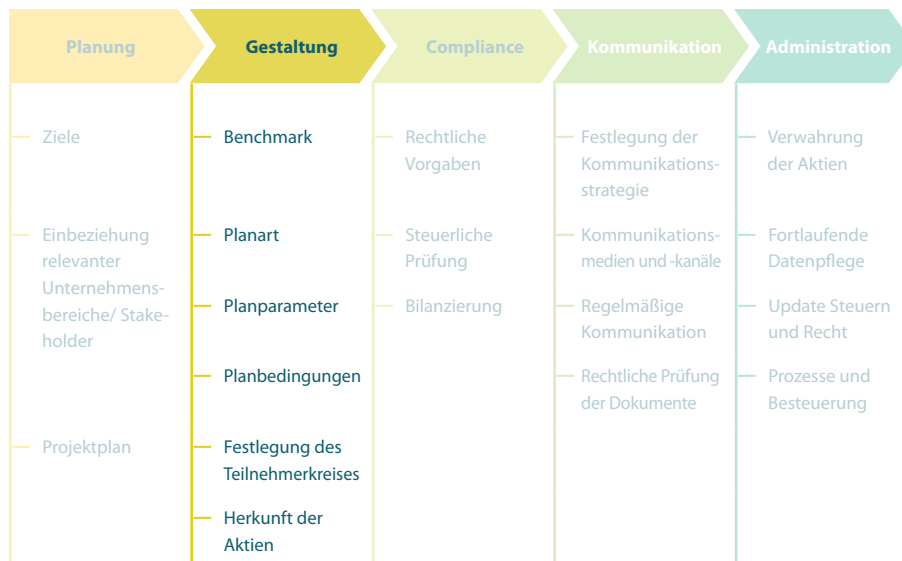 Planung
Gestaltung
Compliance
Kommunikation
Administration
Ziele
Einbeziehung
relevanter
Unternehmens-
bereiche/ Stake-
holder
Projektplan
Benchmark
Planart
Planparameter
Planbedingungen
Festlegung des
Teilnehmerkreises
Herkunft der
Aktien
Rechtliche
Vorgaben
Steuerliche
Prüfung
Bilanzierung
Festlegung der
Kommunikations-
strategie
Kommunikations-
medien und -kanäle
Regelmäßige
Kommunikation
Rechtliche Prüfung
der Dokumente
Verwahrung
der Aktien
Fortlaufende
Datenpflege
Update Steuern
und Recht
Prozesse und
Besteuerung